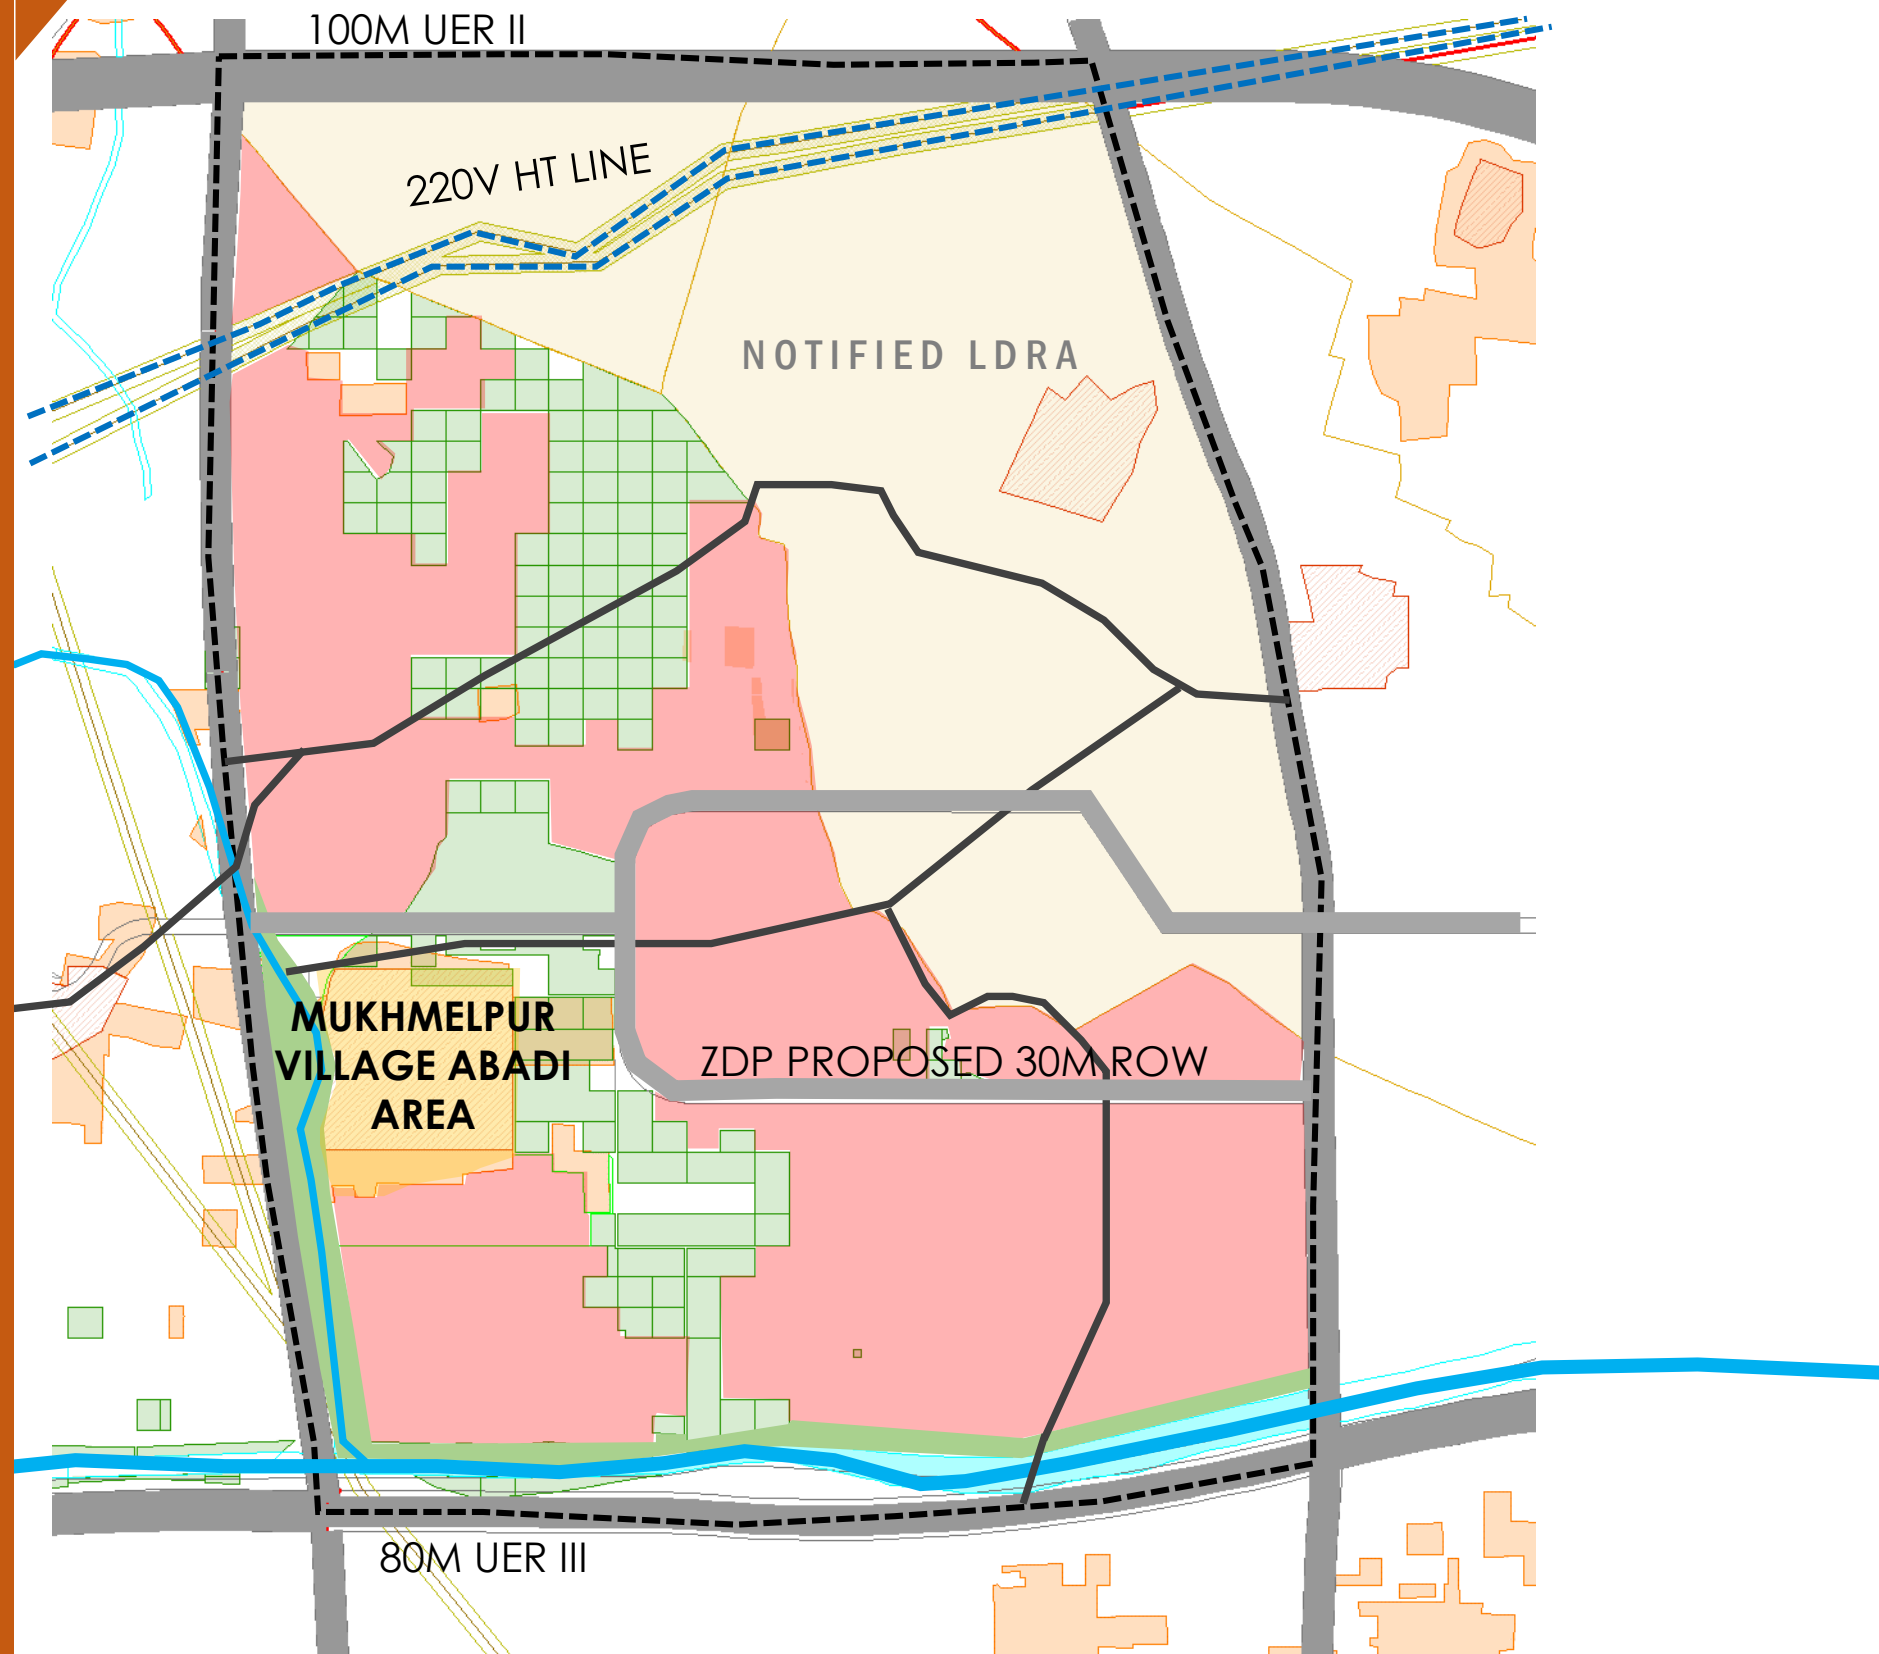 100M UER II
220V HT LINE
NOTIFIED LDRA
MUKHMELPUR
VILLAGE ABADI
AREA
ZDP PROPOSED 30M ROW
80M UER III